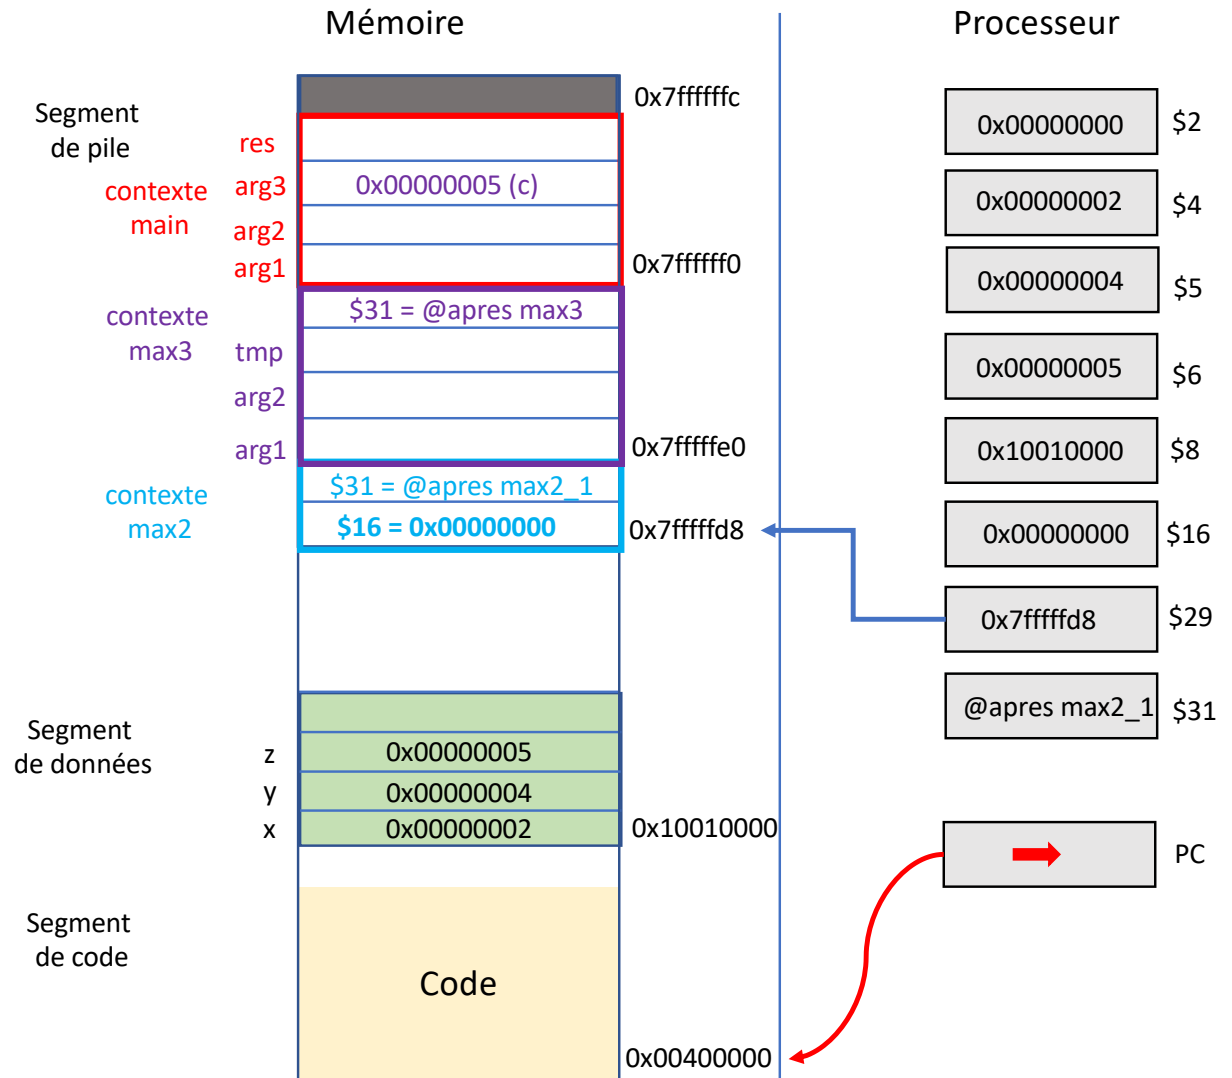 Mémoire
Processeur
0x7ffffffc
Segment
de pile
res
contexte
main
arg3
0x00000005 (c)
arg2
arg1
0x7ffffff0
contexte
max3
$31 = @apres max3
tmp
arg2
arg1
0x7fffffe0
contexte
max2
$31 = @apres max2_1
$16 = 0x00000000
0x7fffffd8
Segment
de données
z
0x00000005
y
0x00000004
x
0x00000002
0x10010000
Segment
de code
Code
0x00400000
0x00000000
$2
0x00000002
$4
0x00000004
$5
0x00000005
$6
0x10010000
$8
0x00000000
$16
0x7fffffd8
$29
@apres max2_1
$31
PC